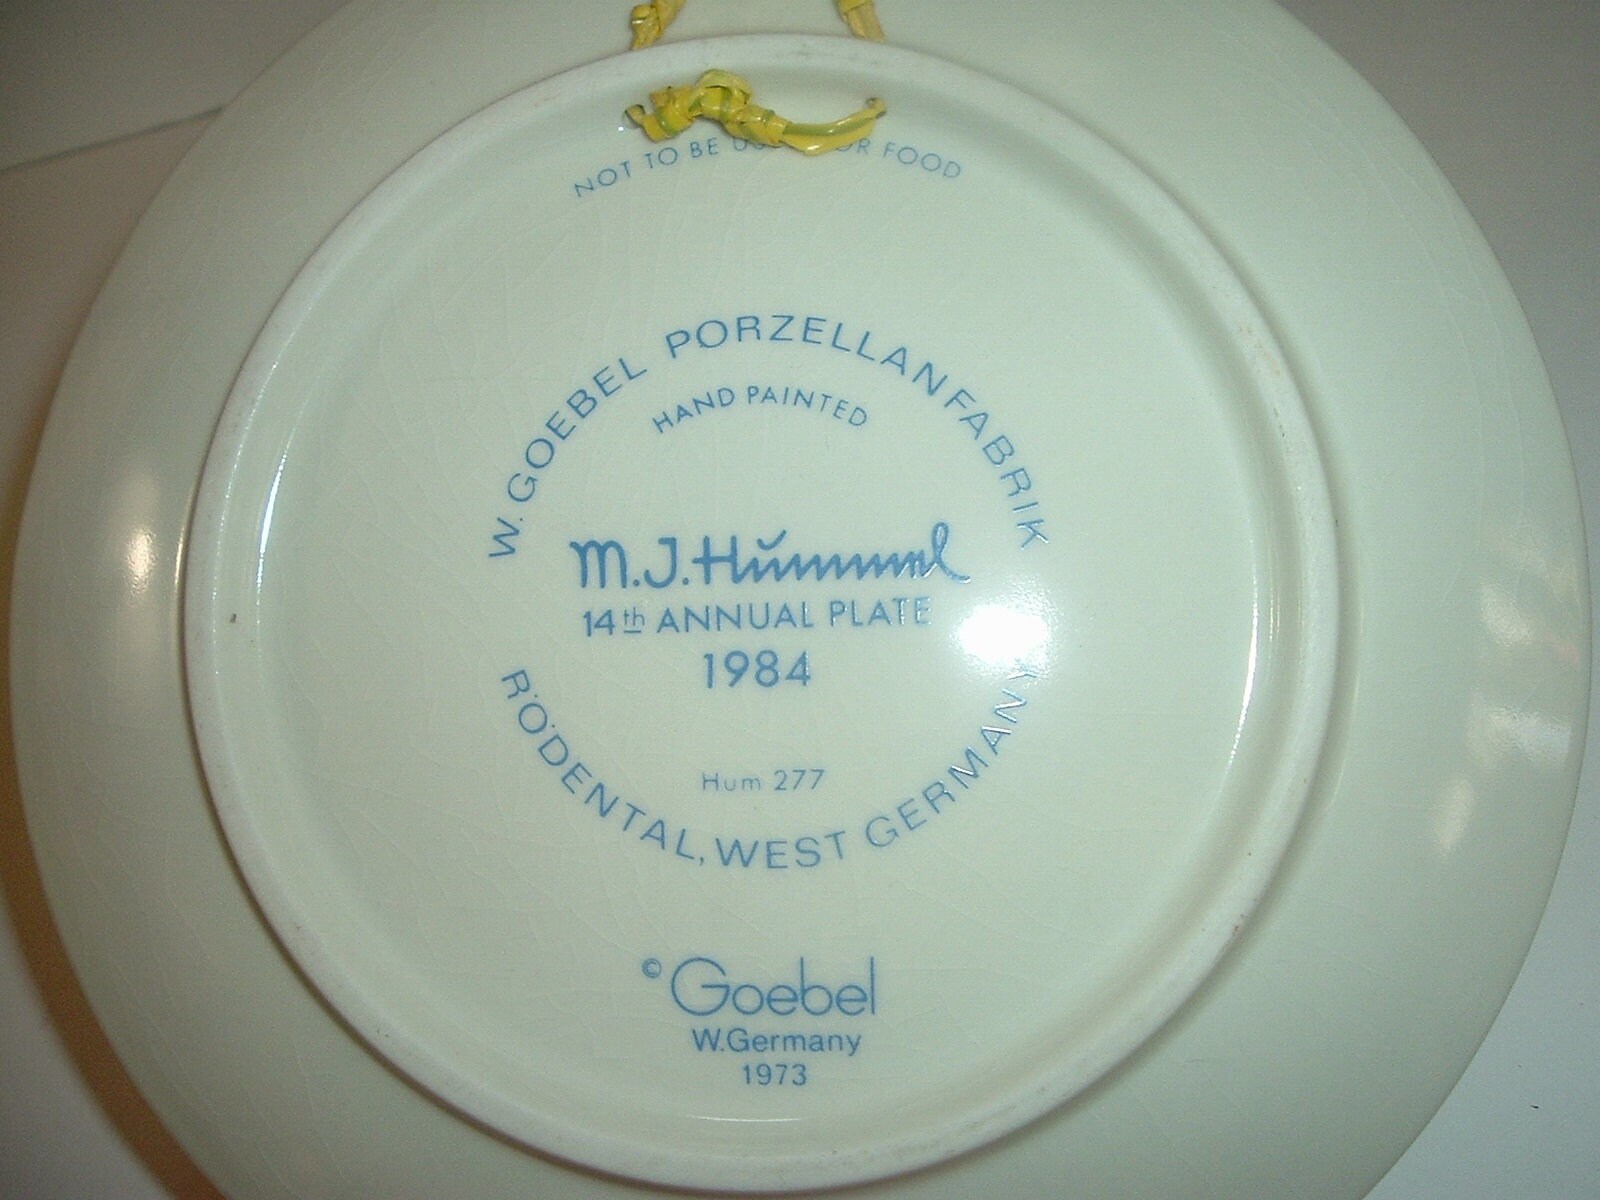 NOT TO BE FOOD
W. GOEBEL PORZELLANFABRIK
HAND PAINTED
M.J. Hummel
14th ANNUAL PLATE
1984
Hum 277
RÖDENTAL, WEST GERMANY
© Goebel
W.Germany
1973